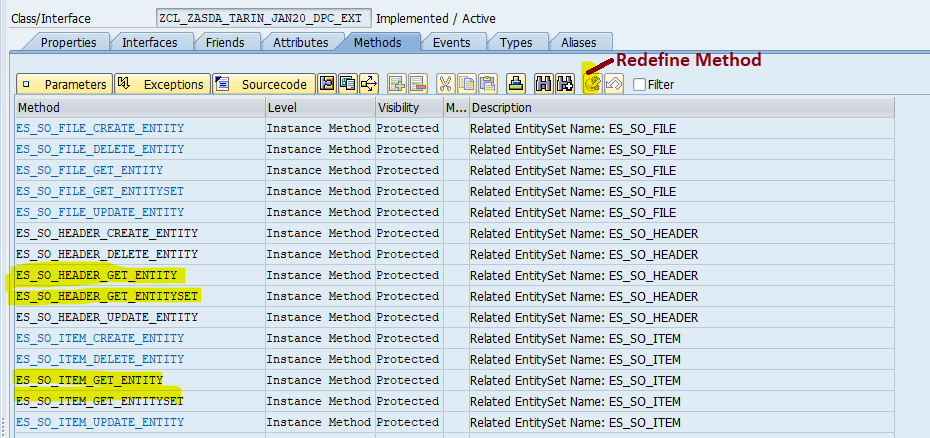 Class/Interface ZCL_ZASDA_TARIN_JAN20_DPC_EXT Implemented / Active
Properties Interfaces Friends Attributes Methods Events Types Aliases
Redefine Method
Parameters Exceptions Sourcecode Filter
Method Level Visibility M... Description
ES_SO_FILE_CREATE_ENTITY Instance Method Protected Related EntitySet Name: ES_SO_FILE
ES_SO_FILE_DELETE_ENTITY Instance Method Protected Related EntitySet Name: ES_SO_FILE
ES_SO_FILE_GET_ENTITY Instance Method Protected Related EntitySet Name: ES_SO_FILE
ES_SO_FILE_GET_ENTITYSET Instance Method Protected Related EntitySet Name: ES_SO_FILE
ES_SO_FILE_UPDATE_ENTITY Instance Method Protected Related EntitySet Name: ES_SO_FILE
ES_SO_HEADER_CREATE_ENTITY Instance Method Protected Related EntitySet Name: ES_SO_HEADER
ES_SO_HEADER_DELETE_ENTITY Instance Method Protected Related EntitySet Name: ES_SO_HEADER
ES_SO_HEADER_GET_ENTITY Instance Method Protected Related EntitySet Name: ES_SO_HEADER
ES_SO_HEADER_GET_ENTITYSET Instance Method Protected Related EntitySet Name: ES_SO_HEADER
ES_SO_HEADER_UPDATE_ENTITY Instance Method Protected Related EntitySet Name: ES_SO_HEADER
ES_SO_ITEM_CREATE_ENTITY Instance Method Protected Related EntitySet Name: ES_SO_ITEM
ES_SO_ITEM_DELETE_ENTITY Instance Method Protected Related EntitySet Name: ES_SO_ITEM
ES_SO_ITEM_GET_ENTITY Instance Method Protected Related EntitySet Name: ES_SO_ITEM
ES_SO_ITEM_GET_ENTITYSET Instance Method Protected Related EntitySet Name: ES_SO_ITEM
ES_SO_ITEM_UPDATE_ENTITY Instance Method Protected Related EntitySet Name: ES_SO_ITEM